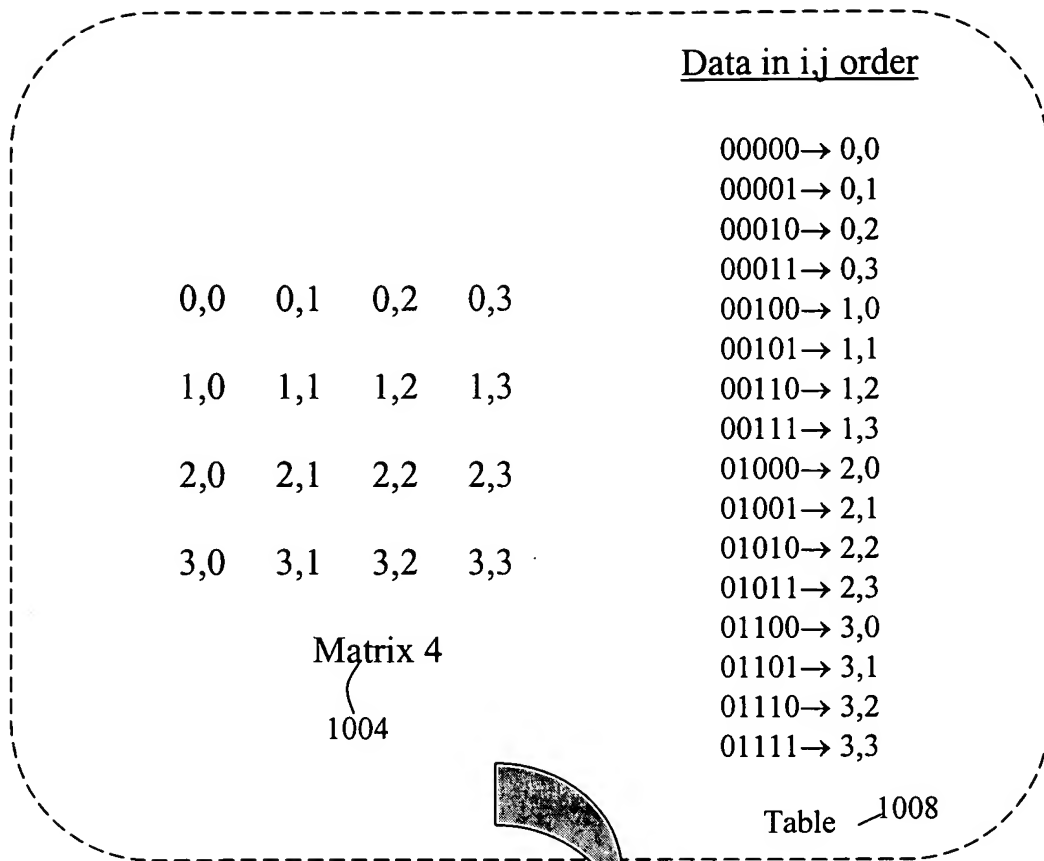 Data in i,j order
00000→ 0,0
00001→ 0,1
00010→ 0,2
00011→ 0,3
00100→ 1,0
00101→ 1,1
00110→ 1,2
00111→ 1,3
01000→ 2,0
01001→ 2,1
01010→ 2,2
01011→ 2,3
01100→ 3,0
01101→ 3,1
01110→ 3,2
01111→ 3,3
Table 1008
0,0 0,1 0,2 0,3
1,0 1,1 1,2 1,3
2,0 2,1 2,2 2,3
3,0 3,1 3,2 3,3
Matrix 4
1004